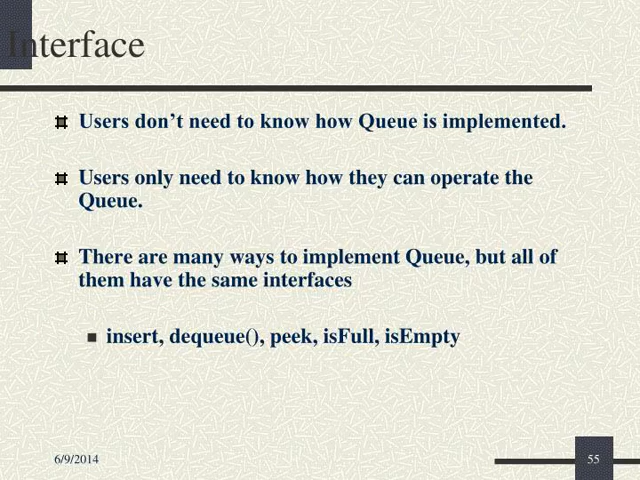 Interface
Users don’t need to know how Queue is implemented.
Users only need to know how they can operate the
Queue.
There are many ways to implement Queue, but all of
them have the same interfaces
insert, dequeue(), peek, isFull, isEmpty
6/9/2014
55